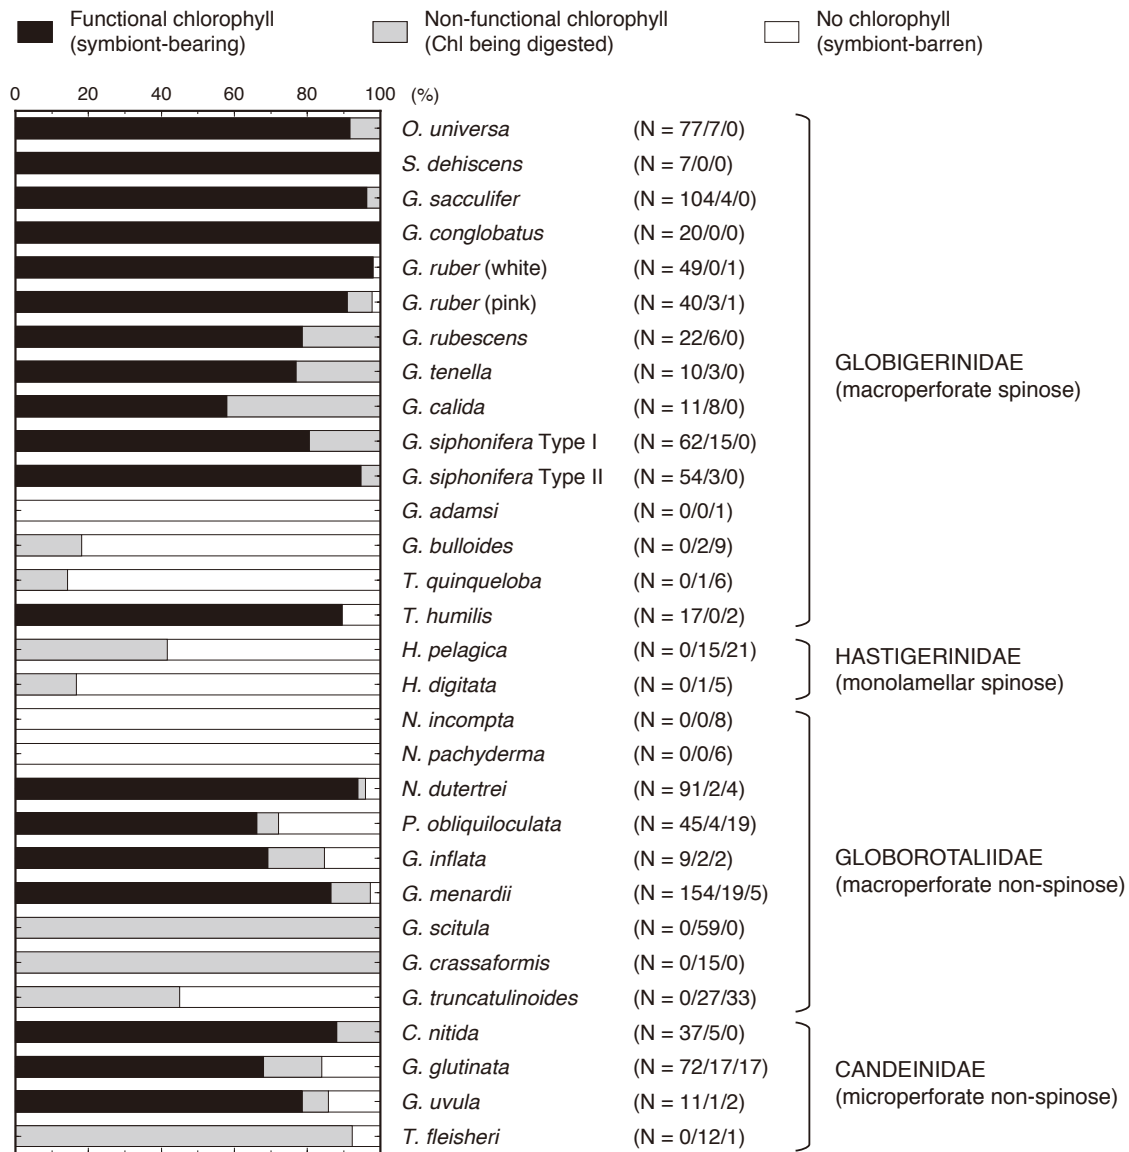 Functional chlorophyll
(symbiont-bearing)
Non-functional chlorophyll
(Chl being digested)
No chlorophyll
(symbiont-barren)
0 20 40 60 80 100 (%)
O. universa (N = 77/7/0)
S. dehiscens (N = 7/0/0)
G. sacculifer (N = 104/4/0)
G. conglobatus (N = 20/0/0)
G. ruber (white) (N = 49/0/1)
G. ruber (pink) (N = 40/3/1)
G. rubescens (N = 22/6/0)
G. tenella (N = 10/3/0)
G. calida (N = 11/8/0)
G. siphonifera Type I (N = 62/15/0)
G. siphonifera Type II (N = 54/3/0)
G. adamsi (N = 0/0/1)
G. bulloides (N = 0/2/9)
T. quinqueloba (N = 0/1/6)
T. humilis (N = 17/0/2)
GLOBIGERINIDAE
(macroperforate spinose)
H. pelagica (N = 0/15/21)
H. digitata (N = 0/1/5)
HASTIGERINIDAE
(monolamellar spinose)
N. incompta (N = 0/0/8)
N. pachyderma (N = 0/0/6)
N. dutertrei (N = 91/2/4)
P. obliquiloculata (N = 45/4/19)
G. inflata (N = 9/2/2)
G. menardii (N = 154/19/5)
G. scitula (N = 0/59/0)
G. crassaformis (N = 0/15/0)
G. truncatulinoides (N = 0/27/33)
GLOBOROTALIIDAE
(macroperforate non-spinose)
C. nitida (N = 37/5/0)
G. glutinata (N = 72/17/17)
G. uvula (N = 11/1/2)
T. fleisheri (N = 0/12/1)
CANDEINIDAE
(microperforate non-spinose)